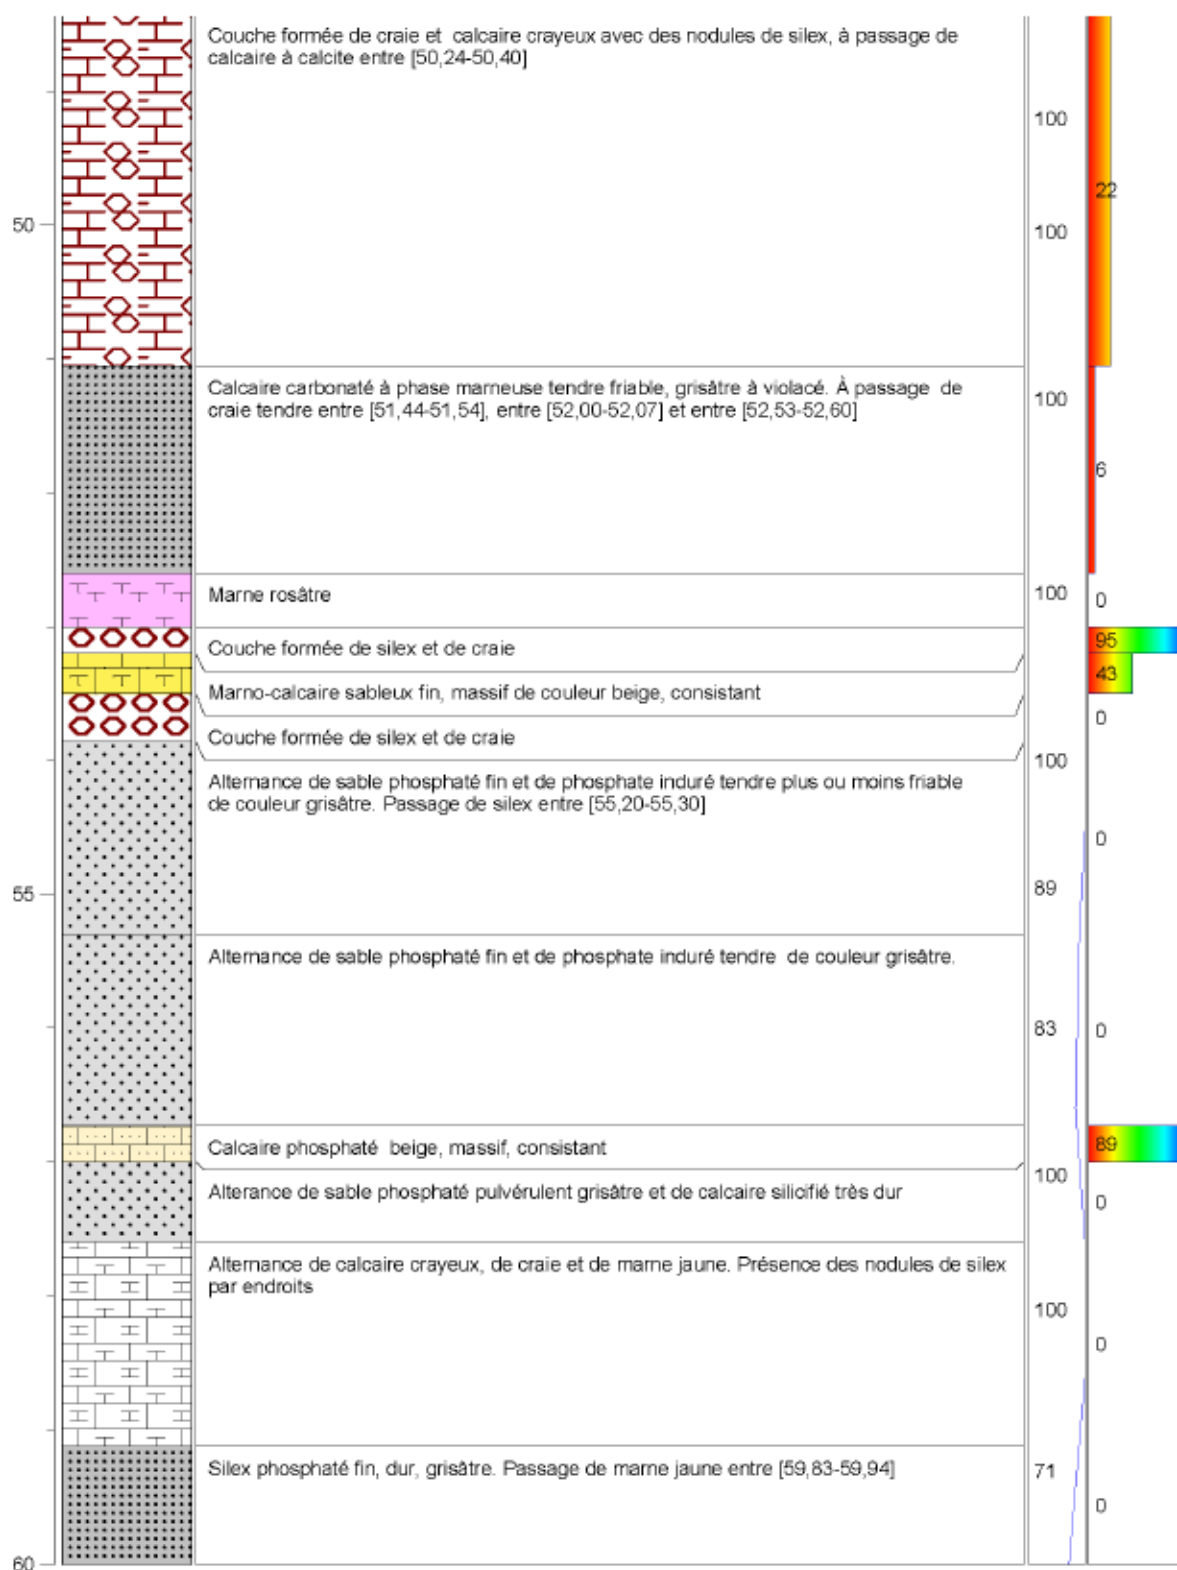 Couche formée de craie et calcaire crayeux avec des nodules de silex, à passage de
calcaire à calcite entre [50,24-50,40]
100
22
50
100
Calcaire carbonaté à phase marneuse tendre friable, grisâtre à violacé. À passage de
craie tendre entre [51,44-51,54], entre [52,00-52,07] et entre [52,53-52,60]
100
6
Marne rosâtre
100
0
Couche formée de silex et de craie
95
43
Marno-calcaire sableux fin, massif de couleur beige, consistant
0
Couche formée de silex et de craie
100
Alternance de sable phosphaté fin et de phosphate induré tendre plus ou moins friable
de couleur grisâtre. Passage de silex entre [55,20-55,30]
0
55
89
Alternance de sable phosphaté fin et de phosphate induré tendre de couleur grisâtre.
83
0
Calcaire phosphaté beige, massif, consistant
89
100
Alterance de sable phosphaté pulvérulent grisâtre et de calcaire silicifié très dur
0
Alternance de calcaire crayeux, de craie et de marne jaune. Présence des nodules de silex
par endroits
100
0
Silex phosphaté fin, dur, grisâtre. Passage de marne jaune entre [59,83-59,94]
71
0
60